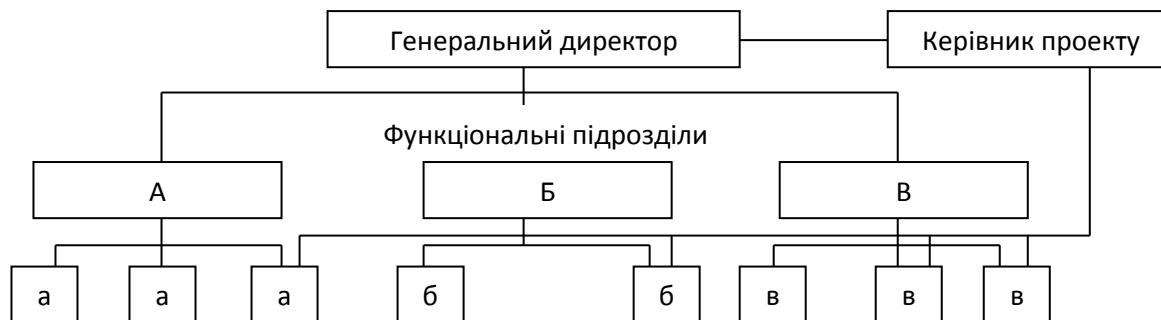 Генеральний директор
Керівник проекту
Функціональні підрозділи
А
Б
В
а
а
а
б
б
в
в
в